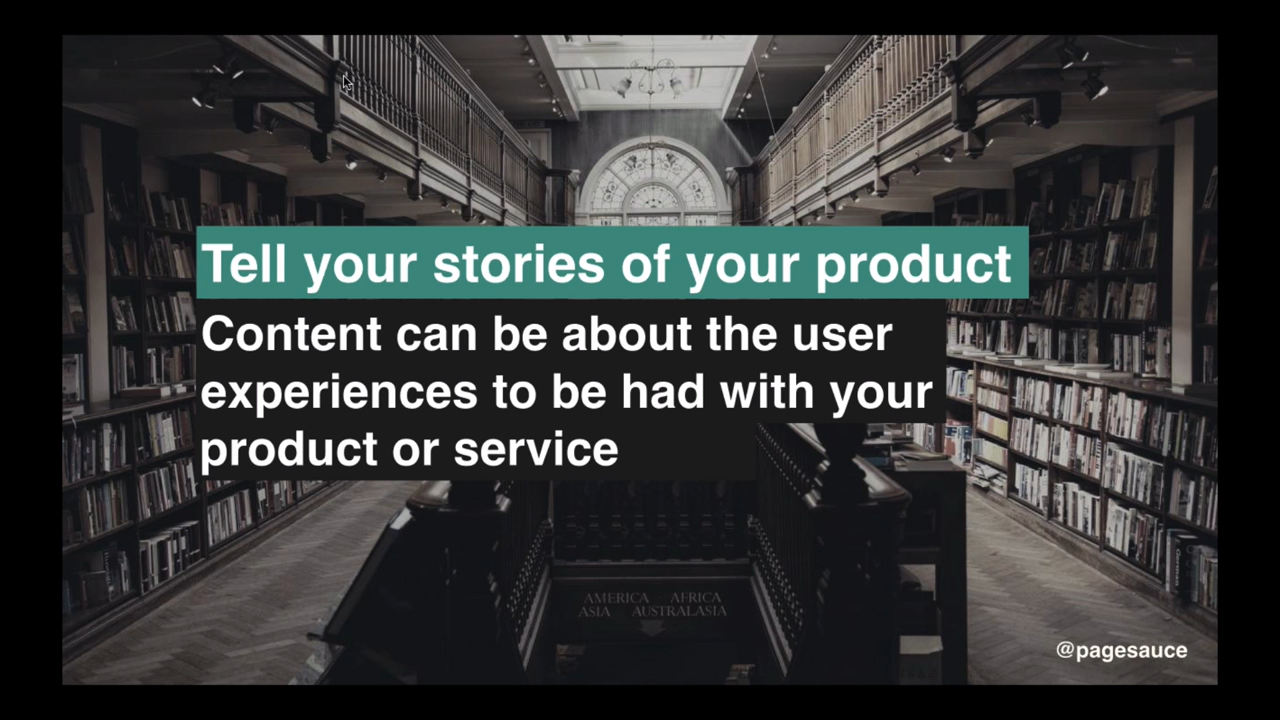 Tell your stories of your product
Content can be about the user
experiences to be had with your
product or service
AMERICA AFRICA
ASIA AUSTRALASIA
@pagesauce